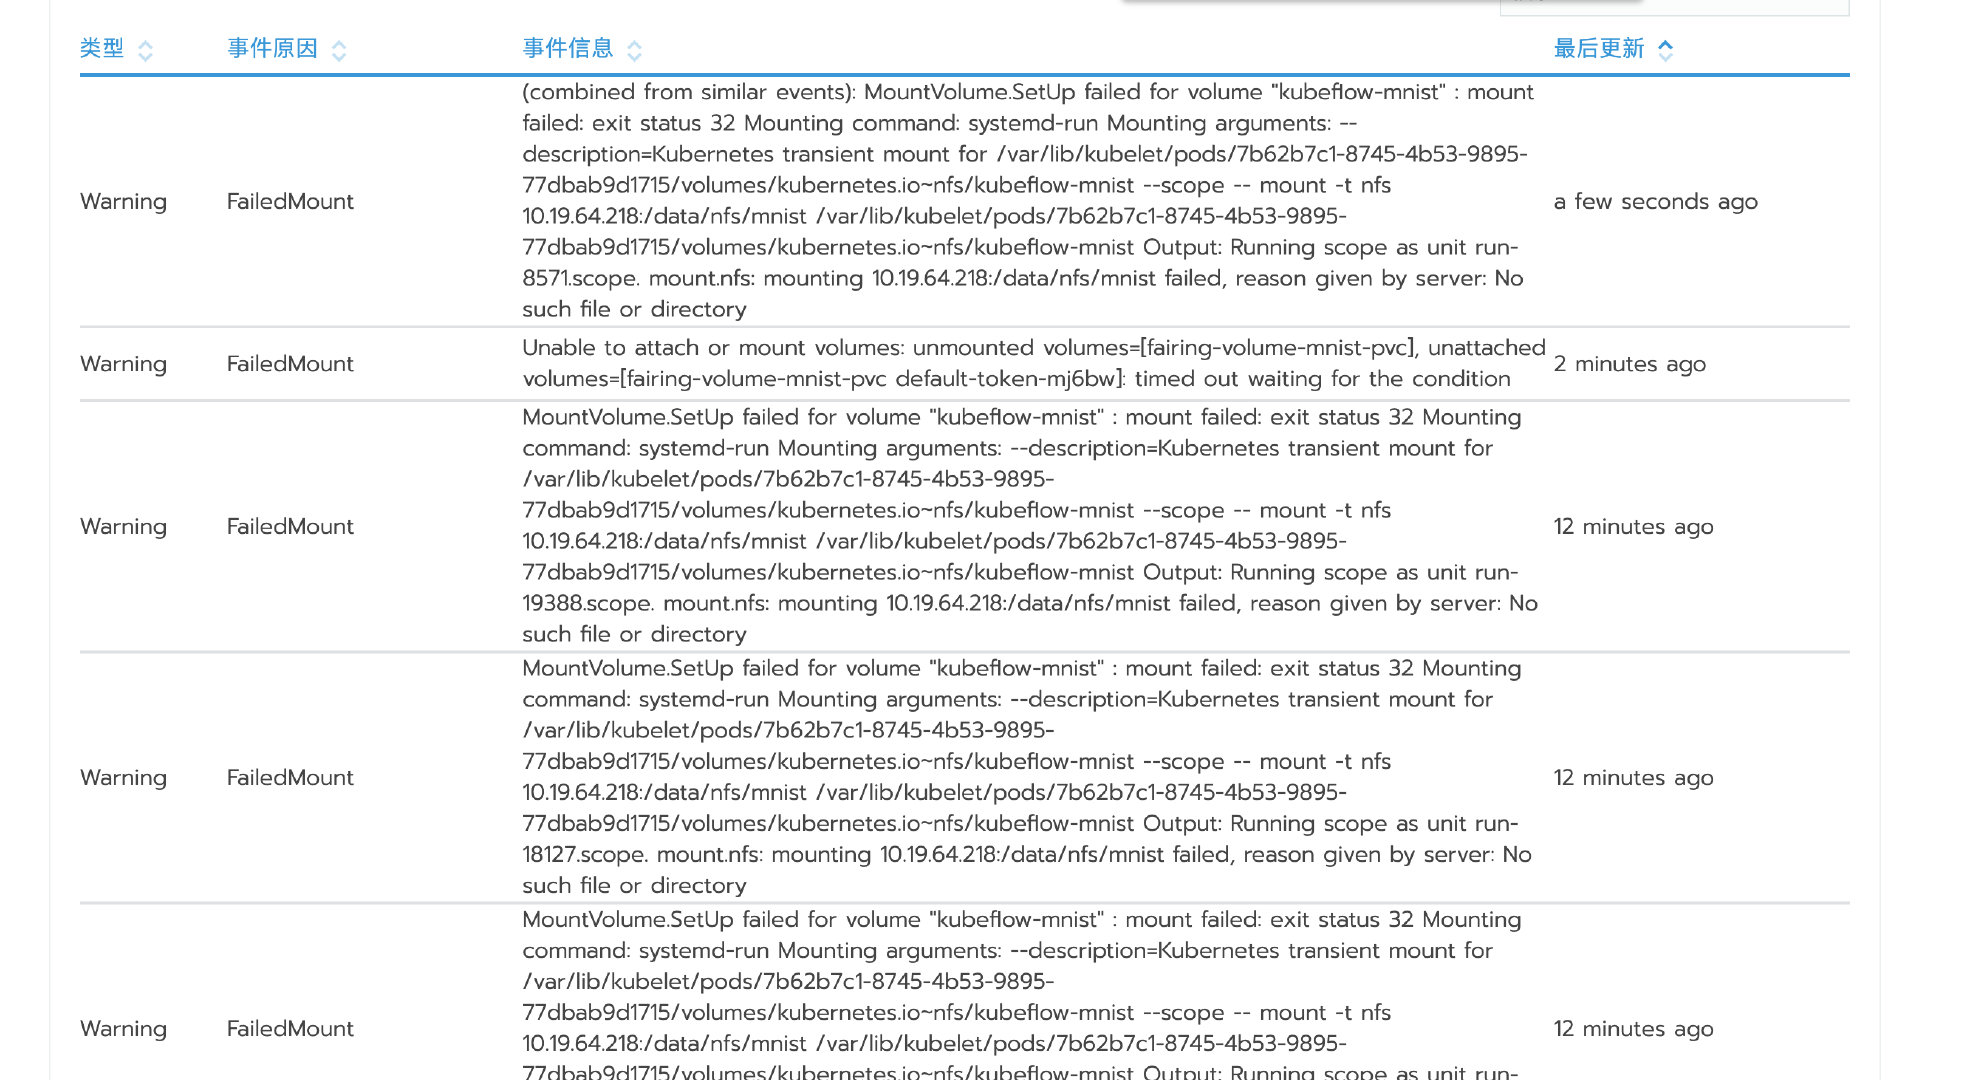 类型 事件原因 事件信息 最后更新
(combined from similar events): MountVolume.SetUp failed for volume "kubeflow-mnist" : mount
failed: exit status 32 Mounting command: systemd-run Mounting arguments: --
description=Kubernetes transient mount for /var/lib/kubelet/pods/7b62b7c1-8745-4b53-9895-
77dbab9d1715/volumes/kubernetes.io~nfs/kubeflow-mnist --scope -- mount -t nfs
Warning FailedMount a few seconds ago
10.19.64.218:/data/nfs/mnist /var/lib/kubelet/pods/7b62b7c1-8745-4b53-9895-
77dbab9d1715/volumes/kubernetes.io~nfs/kubeflow-mnist Output: Running scope as unit run-
8571.scope. mount.nfs: mounting 10.19.64.218:/data/nfs/mnist failed, reason given by server: No
such file or directory
Unable to attach or mount volumes: unmounted volumes=[fairing-volume-mnist-pvc], unattached
Warning FailedMount 2 minutes ago
volumes=[fairing-volume-mnist-pvc default-token-mj6bw]: timed out waiting for the condition
MountVolume.SetUp failed for volume "kubeflow-mnist" : mount failed: exit status 32 Mounting
command: systemd-run Mounting arguments: --description=Kubernetes transient mount for
/var/lib/kubelet/pods/7b62b7c1-8745-4b53-9895-
77dbab9d1715/volumes/kubernetes.io~nfs/kubeflow-mnist --scope -- mount -t nfs
Warning FailedMount 12 minutes ago
10.19.64.218:/data/nfs/mnist /var/lib/kubelet/pods/7b62b7c1-8745-4b53-9895-
77dbab9d1715/volumes/kubernetes.io~nfs/kubeflow-mnist Output: Running scope as unit run-
19388.scope. mount.nfs: mounting 10.19.64.218:/data/nfs/mnist failed, reason given by server: No
such file or directory
MountVolume.SetUp failed for volume "kubeflow-mnist" : mount failed: exit status 32 Mounting
command: systemd-run Mounting arguments: --description=Kubernetes transient mount for
/var/lib/kubelet/pods/7b62b7c1-8745-4b53-9895-
77dbab9d1715/volumes/kubernetes.io~nfs/kubeflow-mnist --scope -- mount -t nfs
Warning FailedMount 12 minutes ago
10.19.64.218:/data/nfs/mnist /var/lib/kubelet/pods/7b62b7c1-8745-4b53-9895-
77dbab9d1715/volumes/kubernetes.io~nfs/kubeflow-mnist Output: Running scope as unit run-
18127.scope. mount.nfs: mounting 10.19.64.218:/data/nfs/mnist failed, reason given by server: No
such file or directory
MountVolume.SetUp failed for volume "kubeflow-mnist" : mount failed: exit status 32 Mounting
command: systemd-run Mounting arguments: --description=Kubernetes transient mount for
/var/lib/kubelet/pods/7b62b7c1-8745-4b53-9895-
77dbab9d1715/volumes/kubernetes.io~nfs/kubeflow-mnist --scope -- mount -t nfs
Warning FailedMount 12 minutes ago
10.19.64.218:/data/nfs/mnist /var/lib/kubelet/pods/7b62b7c1-8745-4b53-9895-
77dbab9d1715/volumes/kubernetes.io~nfs/kubeflow-mnist Output: Running scope as unit run-